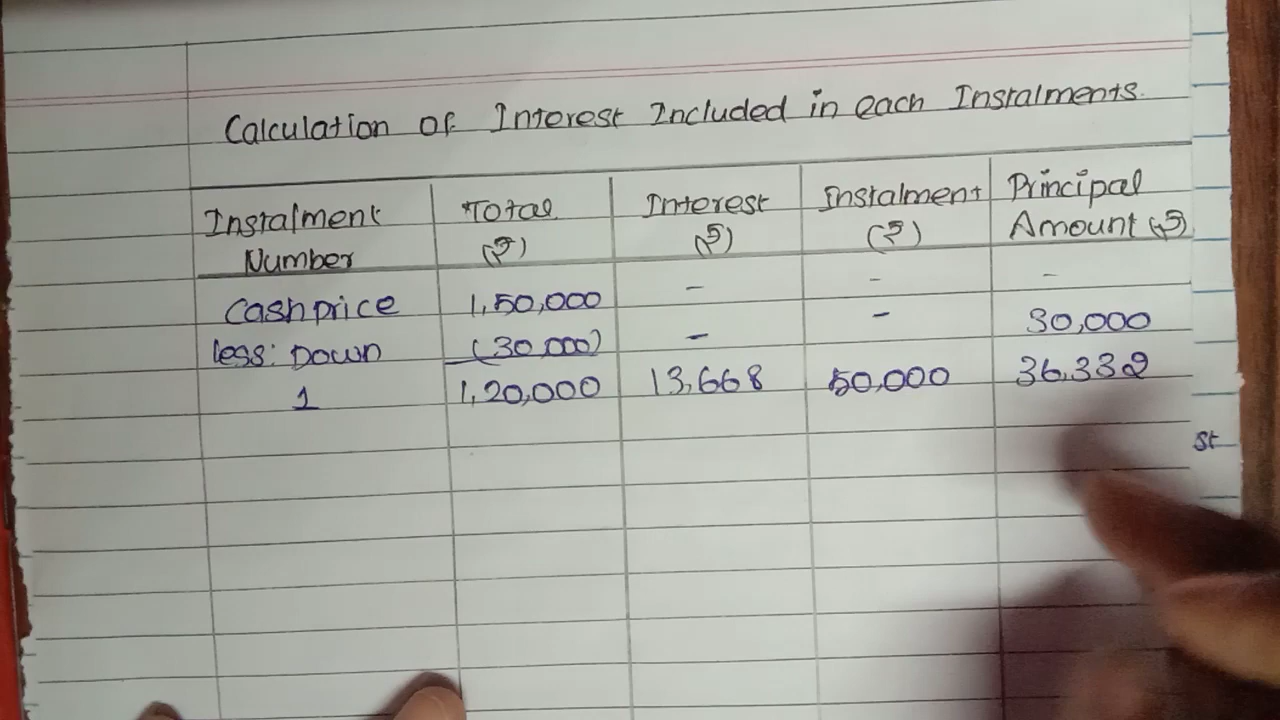 Calculation of Interest Included in each Instalments.
Instalment Number Total (₹) Interest (₹) Instalment (₹) Principal Amount (₹)
Cash price 1,50,000 - - -
less: Down (30,000) - - 30,000
1 1,20,000 13,668 50,000 36,332
st